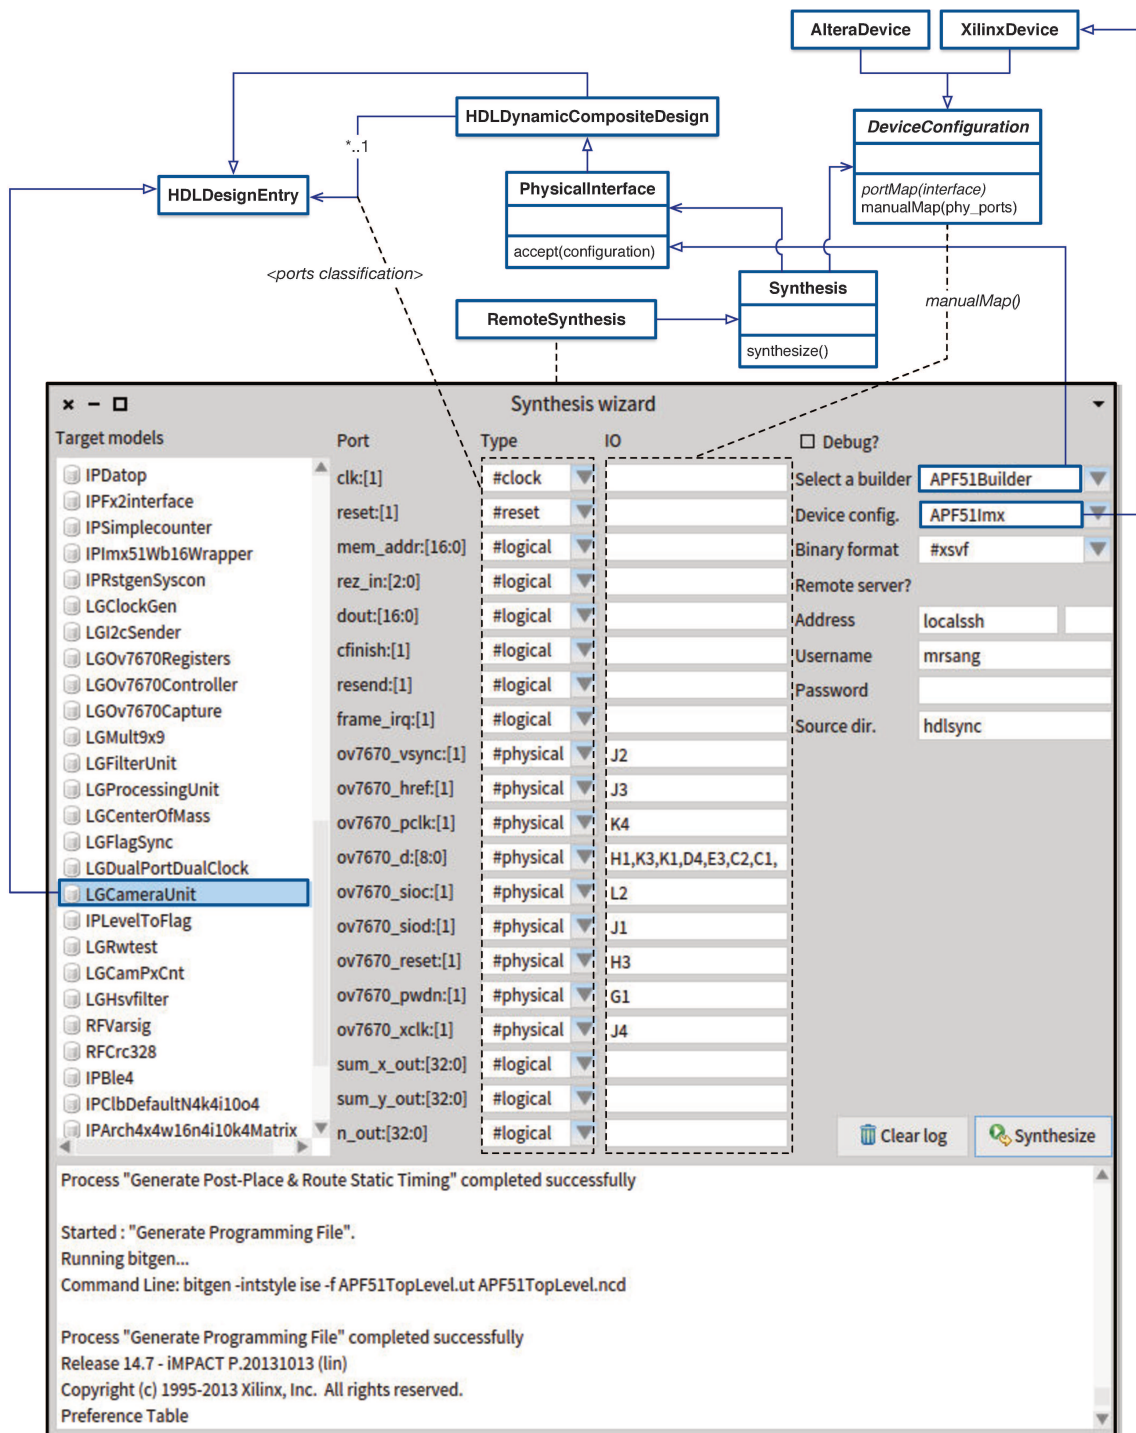 AlteraDevice
XilinxDevice
HDLDynamicCompositeDesign
DeviceConfiguration
*..1
PhysicalInterface
HDLDesignEntry
portMap(interface)
manualMap(phy_ports)
accept(configuration)
<ports classification>
Synthesis
manualMap()
RemoteSynthesis
synthesize()
Synthesis wizard
Target models
Port
Type
IO
Debug?
IPDatop
IPFx2interface
IPSimplecounter
IPImx51Wb16Wrapper
IPRstgenSyscon
LGClockGen
LGI2cSender
LGOv7670Registers
LGOv7670Controller
LGOv7670Capture
LGMult9x9
LGFilterUnit
LGProcessingUnit
LGCenterOfMass
LGFlagSync
LGDualPortDualClock
LGCameraUnit
IPLevelToFlag
LGRwtest
LGCamPxCnt
LGHsvfilter
RFVarsig
RFCrc328
IPBle4
IPClbDefaultN4k4i10o4
IPArch4x4w16n4i10k4Matrix
clk:[1] #clock
reset:[1] #reset
mem_addr:[16:0] #logical
rez_in:[2:0] #logical
dout:[16:0] #logical
cfinish:[1] #logical
resend:[1] #logical
frame_irq:[1] #logical
ov7670_vsync:[1] #physical J2
ov7670_href:[1] #physical J3
ov7670_pclk:[1] #physical K4
ov7670_d:[8:0] #physical H1,K3,K1,D4,E3,C2,C1,
ov7670_sioc:[1] #physical L2
ov7670_siod:[1] #physical J1
ov7670_reset:[1] #physical H3
ov7670_pwdn:[1] #physical G1
ov7670_xclk:[1] #physical J4
sum_x_out:[32:0] #logical
sum_y_out:[32:0] #logical
n_out:[32:0] #logical
Select a builder APF51Builder
Device config. APF51Imx
Binary format #xsvf
Remote server?
Address localssh
Username mrsang
Password
Source dir. hdlsync
Clear log
Synthesize
Process "Generate Post-Place & Route Static Timing" completed successfully
Started : "Generate Programming File".
Running bitgen...
Command Line: bitgen -intstyle ise -f APF51TopLevel.ut APF51TopLevel.ncd
Process "Generate Programming File" completed successfully
Release 14.7 - iMPACT P.20131013 (lin)
Copyright (c) 1995-2013 Xilinx, Inc. All rights reserved.
Preference Table